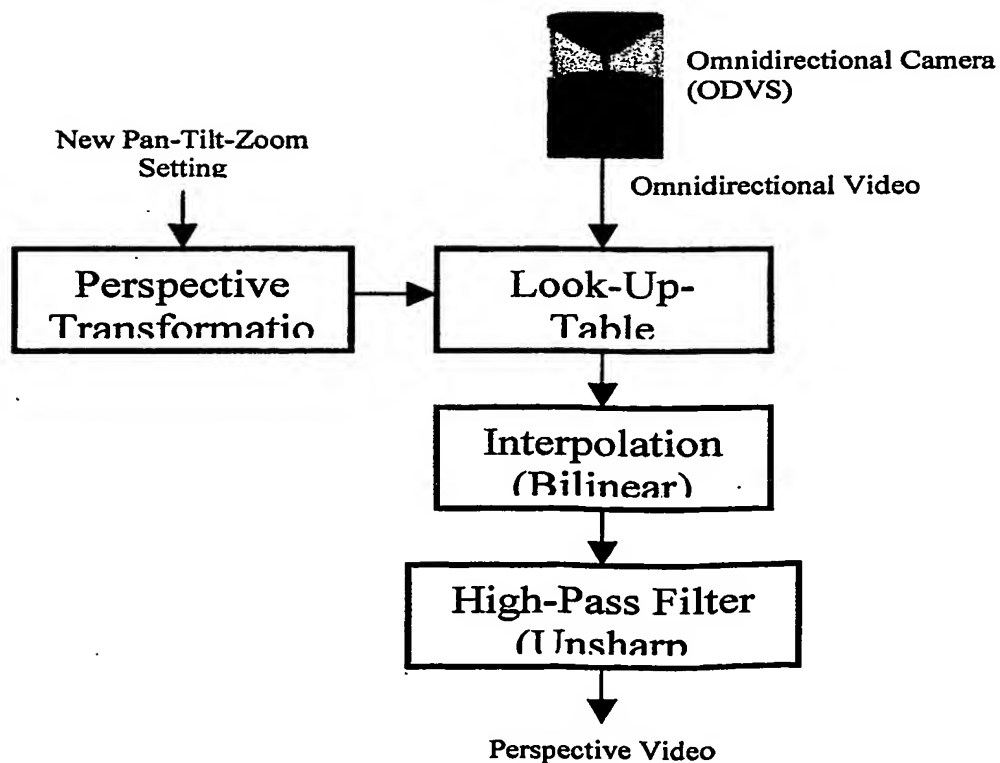 Omnidirectional Camera
(ODVS)
New Pan-Tilt-Zoom
Setting
Omnidirectional Video
Perspective
Transformatio
Look-Up-
Table
Interpolation
(Bilinear)
High-Pass Filter
(Unsharp
Perspective Video